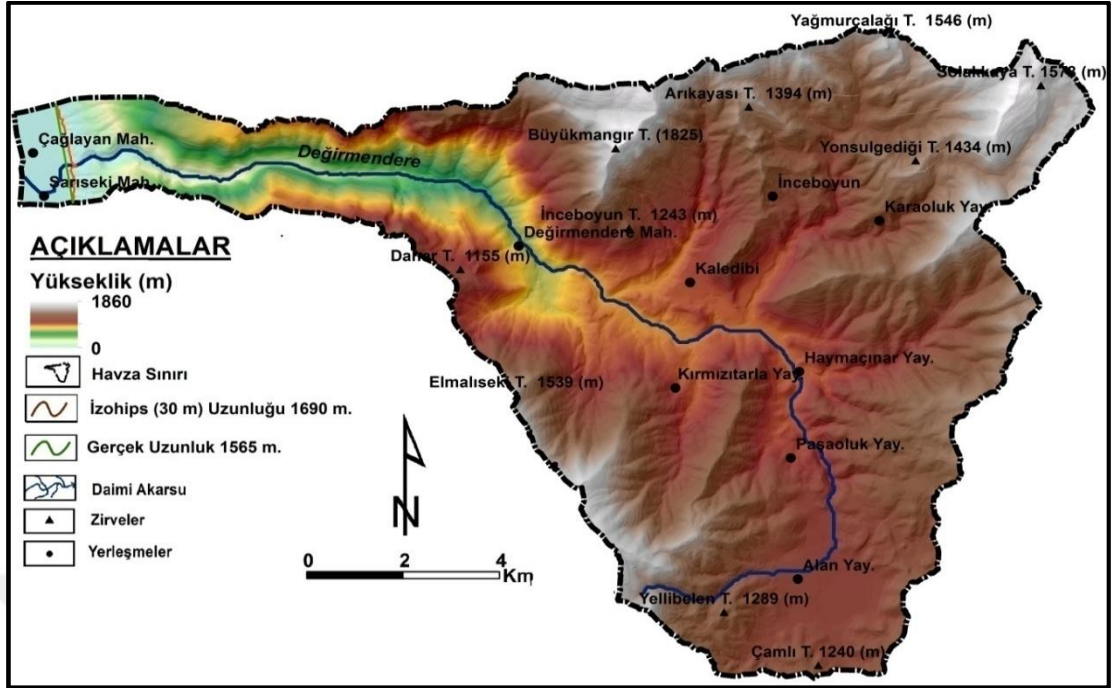 Yağmurçalağı T. 1546 (m)
Solakkaya T. 1578 (m)
Arıkayası T. 1394 (m)
Büyükmangır T. (1825)
Yonsulgediği T. 1434 (m)
Çağlayan Mah.
Değirmendere
Sarıseki Mah.
İnceboyun
Karaoluk Yay.
İnceboyun T. 1243 (m)
Değirmendere Mah.
T. 1155 (m)
Kaledibi
AÇIKLAMALAR
Yükseklik (m)
1860
0
Havza Sınırı
İzohips (30 m) Uzunluğu 1690 m.
Gerçek Uzunluk 1565 m.
Daimi Akarsu
Zirveler
Yerleşmeler
Haymaçınar Yay.
Kırmızıtarla Yay.
Elmalısek T. 1539 (m)
Paşaoluk Yay.
N
0 2 4
Km
Alan Yay.
Yellibelen T. 1289 (m)
Çamlı T. 1240 (m)